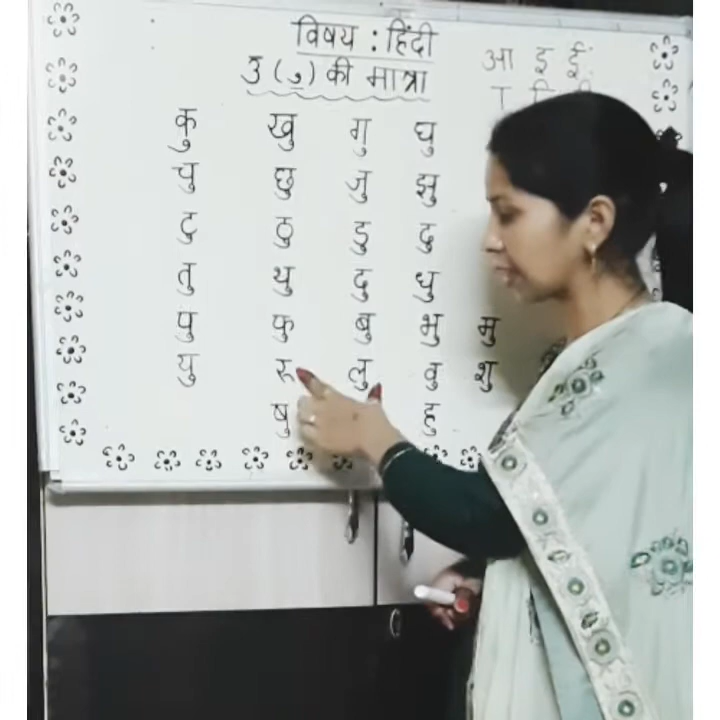 विषय : हिंदी
उ ( ु ) की मात्रा
आ इ ई
कु खु गु घु
चु छु जु झु
टु ठु डु ढु
तु थु दु धु
पु फु बु भु मु
यु रु लु वु शु
षु हु